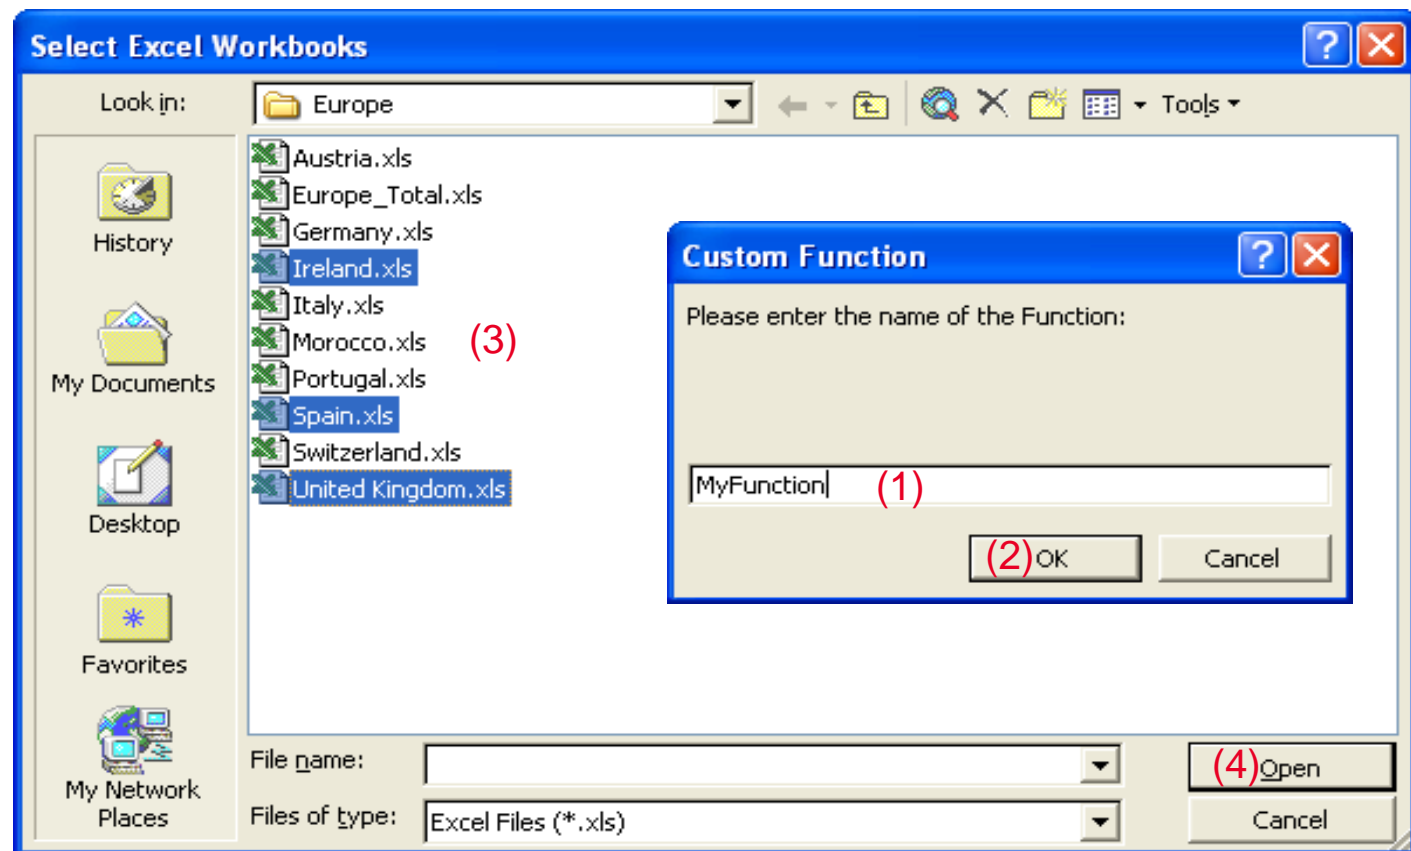 Select Excel Workbooks
Look in:
Europe
Tools
History
My Documents
Desktop
Favorites
My Network
Places
Austria.xls
Europe_Total.xls
Germany.xls
Ireland.xls
Italy.xls
Morocco.xls
Portugal.xls
Spain.xls
Switzerland.xls
United Kingdom.xls
(3)
Custom Function
Please enter the name of the Function:
MyFunction (1)
(2) OK
Cancel
File name:
(4) Open
Files of type:
Excel Files (*.xls)
Cancel